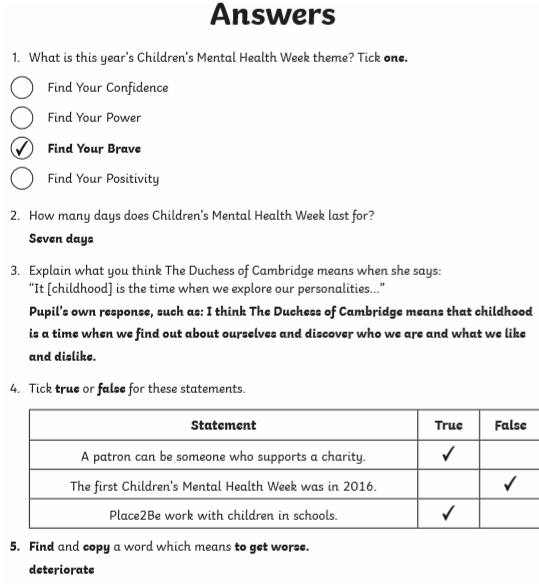 Answers
1. What is this year's Children's Mental Health Week theme? Tick one.
Find Your Confidence
Find Your Power
Find Your Brave
Find Your Positivity
2. How many days does Children's Mental Health Week last for?
Seven days
3. Explain what you think The Duchess of Cambridge means when she says:
"It [childhood] is the time when we explore our personalities..."
Pupil's own response, such as: I think The Duchess of Cambridge means that childhood
is a time when we find out about ourselves and discover who we are and what we like
and dislike.
4. Tick true or false for these statements.
Statement True False
A patron can be someone who supports a charity. ✓
The first Children's Mental Health Week was in 2016. ✓
Place2Be work with children in schools. ✓
5. Find and copy a word which means to get worse.
deteriorate